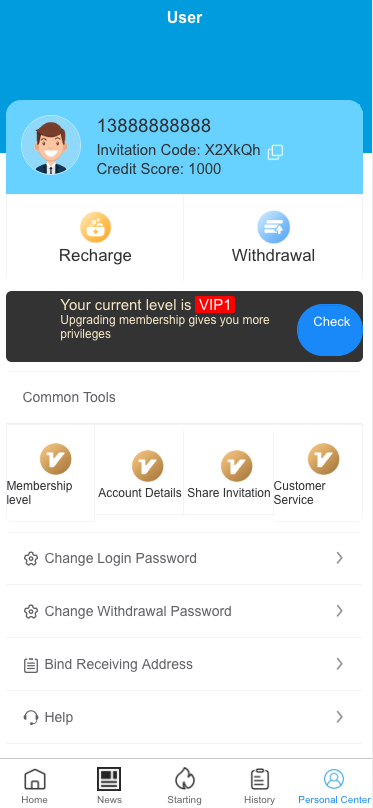 User
13888888888
Invitation Code: X2XkQh
Credit Score: 1000
Recharge
Withdrawal
Your current level is VIP1
Upgrading membership gives you more
privileges
Check
Common Tools
Membership
level
Account Details
Share Invitation
Customer
Service
Change Login Password
Change Withdrawal Password
Bind Receiving Address
Help
Home
News
Starting
History
Personal Center